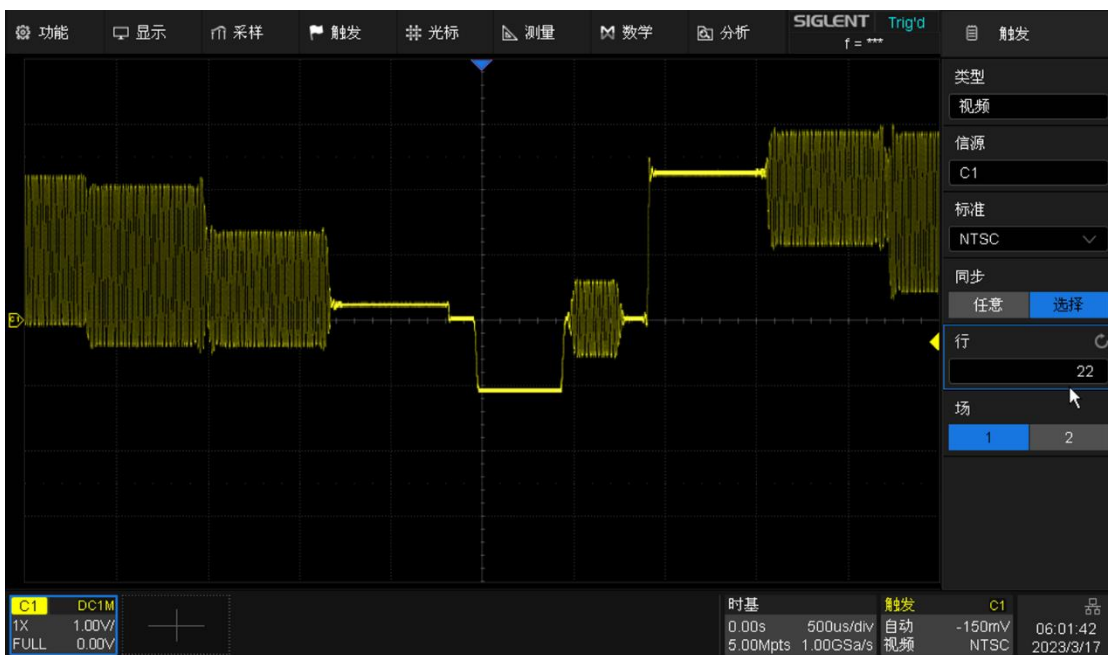 功能 显示 采样 触发 光标 测量 数学 分析 SIGLENT Trig'd
f = ***
触发
类型
视频
信源
C1
标准
NTSC
同步
任意 选择
行
22
场
1 2
C1 DC1M
1X 1.00V/
FULL 0.00V
时基
0.00s 500us/div
5.00Mpts 1.00GSa/s
触发 C1
自动 -150mV
视频 NTSC
06:01:42
2023/3/17